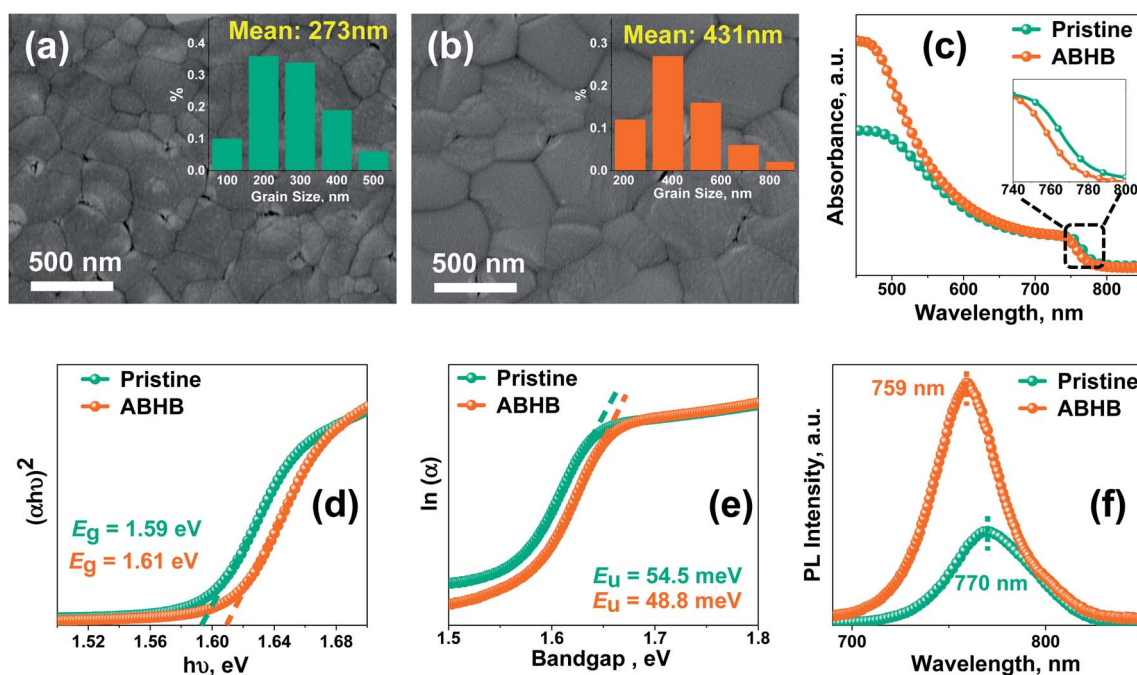 (a)
Mean: 273nm
0.4
0.3
0.2
0.1
0.0
%
100 200 300 400 500
Grain Size, nm
500 nm
(b)
Mean: 431nm
0.3
0.2
0.1
0.0
%
200 400 600 800
Grain Size, nm
500 nm
(c)
Pristine
ABHB
Absorbance, a.u.
740 760 780 800
500 600 700 800
Wavelength, nm
Pristine
ABHB
(αhυ)²
(d)
Eg = 1.59 eV
Eg = 1.61 eV
1.52 1.56 1.60 1.64 1.68
hυ, eV
Pristine
ABHB
ln (α)
(e)
Eu = 54.5 meV
Eu = 48.8 meV
1.5 1.6 1.7 1.8
Bandgap , eV
759 nm
Pristine
ABHB
PL Intensity, a.u.
(f)
770 nm
700 800
Wavelength, nm